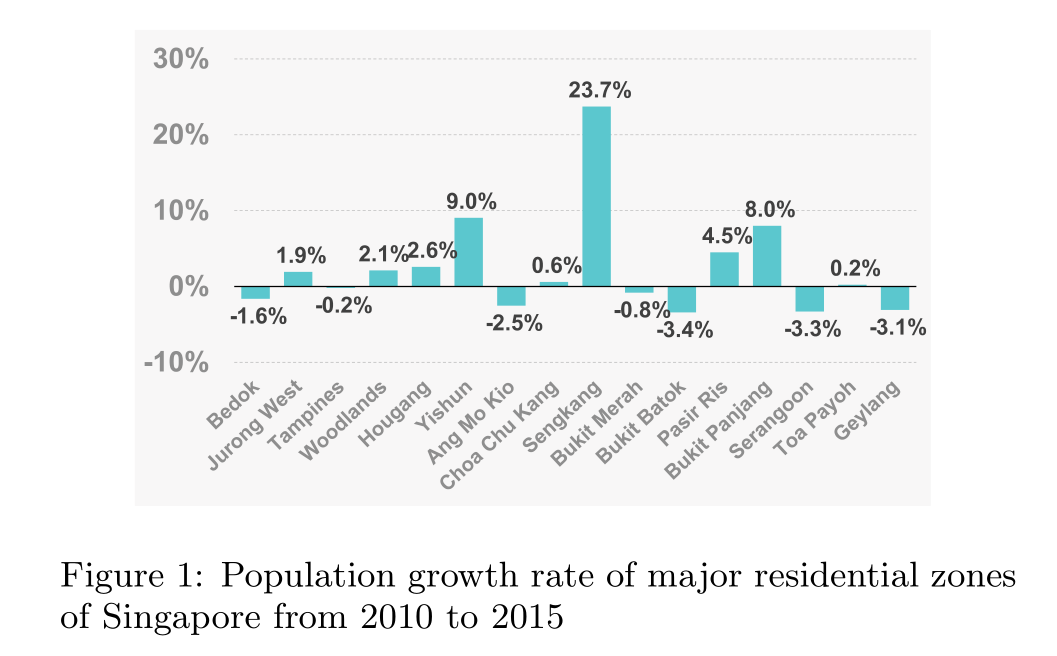 30%
20%
10%
0%
-10%
-1.6%
1.9%
-0.2%
2.1%
2.6%
9.0%
-2.5%
0.6%
23.7%
-0.8%
-3.4%
4.5%
8.0%
-3.3%
0.2%
-3.1%
Bedok
Jurong West
Tampines
Woodlands
Hougang
Yishun
Ang Mo Kio
Choa Chu Kang
Sengkang
Bukit Merah
Bukit Batok
Pasir Ris
Bukit Panjang
Serangoon
Toa Payoh
Geylang
Figure 1: Population growth rate of major residential zones
of Singapore from 2010 to 2015